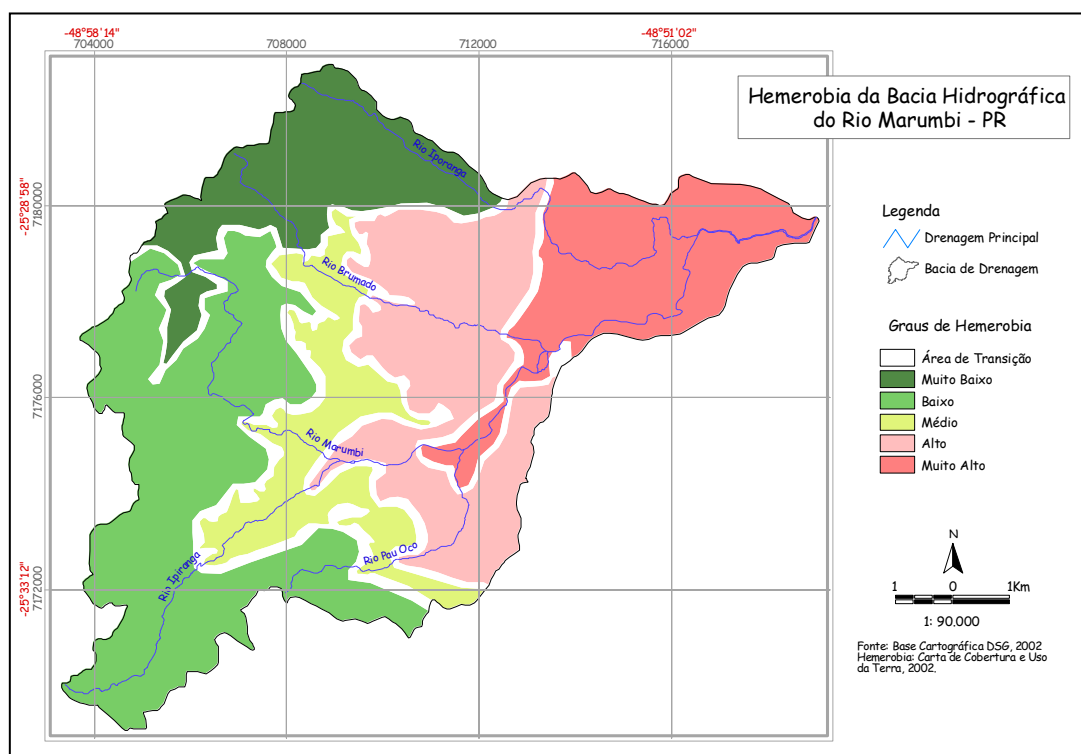 -48°58'14" -48°51'02"
704000 708000 712000 716000
Hemerobia da Bacia Hidrográfica
do Rio Marumbi - PR
-25°28'58"
7180000
7176000
-25°33'12"
7172000
Rio Iporanga
Rio Brumado
Rio Marumbi
Rio Pau Oco
Rio Ipiranga
Legenda
Drenagem Principal
Bacia de Drenagem
Graus de Hemerobia
Área de Transição
Muito Baixo
Baixo
Médio
Alto
Muito Alto
N
1 0 1Km
1: 90.000
Fonte: Base Cartográfica DSG, 2002
Hemerobia: Carta de Cobertura e Uso
da Terra, 2002.